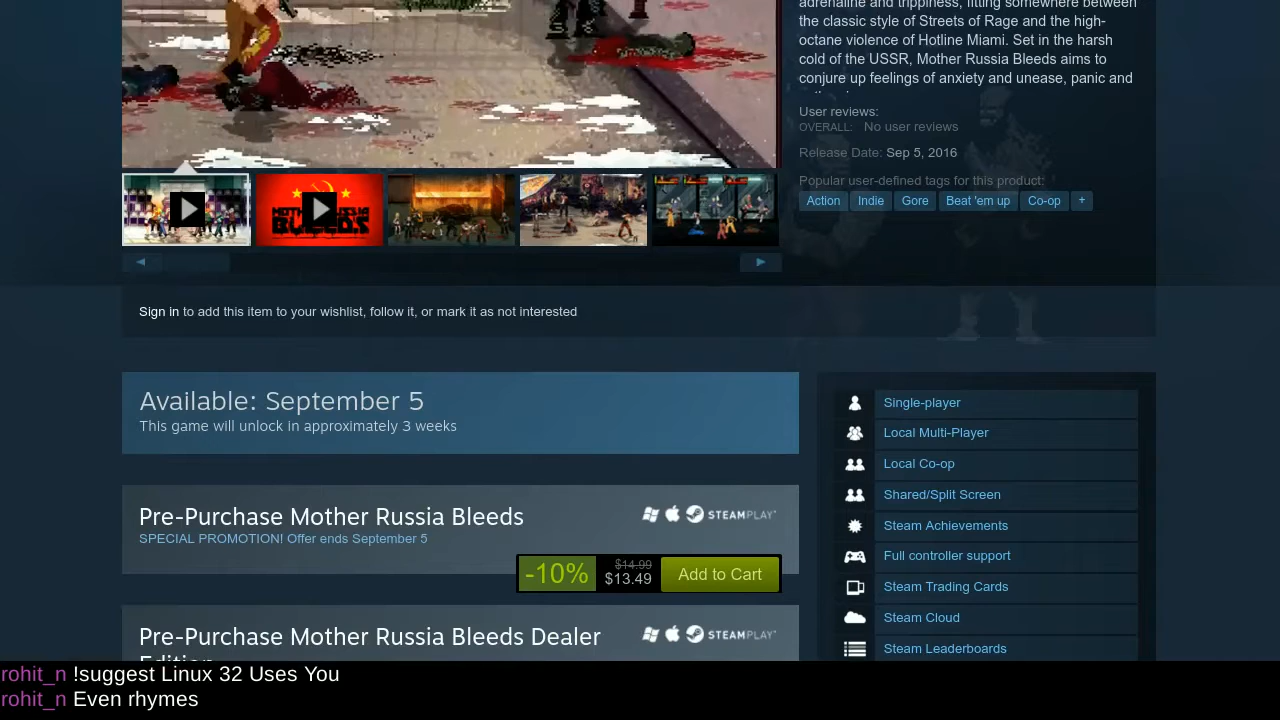 adrenaline and trippiness, fitting somewhere between
the classic style of Streets of Rage and the high-
octane violence of Hotline Miami. Set in the harsh
cold of the USSR, Mother Russia Bleeds aims to
conjure up feelings of anxiety and unease, panic and
User reviews:
OVERALL: No user reviews
Release Date: Sep 5, 2016
Popular user-defined tags for this product:
Action Indie Gore Beat 'em up Co-op +
Sign in to add this item to your wishlist, follow it, or mark it as not interested
Available: September 5
This game will unlock in approximately 3 weeks
Pre-Purchase Mother Russia Bleeds
STEAMPLAY
SPECIAL PROMOTION! Offer ends September 5
-10% $14.99 $13.49 Add to Cart
Pre-Purchase Mother Russia Bleeds Dealer
Edition
STEAMPLAY
Single-player
Local Multi-Player
Local Co-op
Shared/Split Screen
Steam Achievements
Full controller support
Steam Trading Cards
Steam Cloud
Steam Leaderboards
rohit_n !suggest Linux 32 Uses You
rohit_n Even rhymes